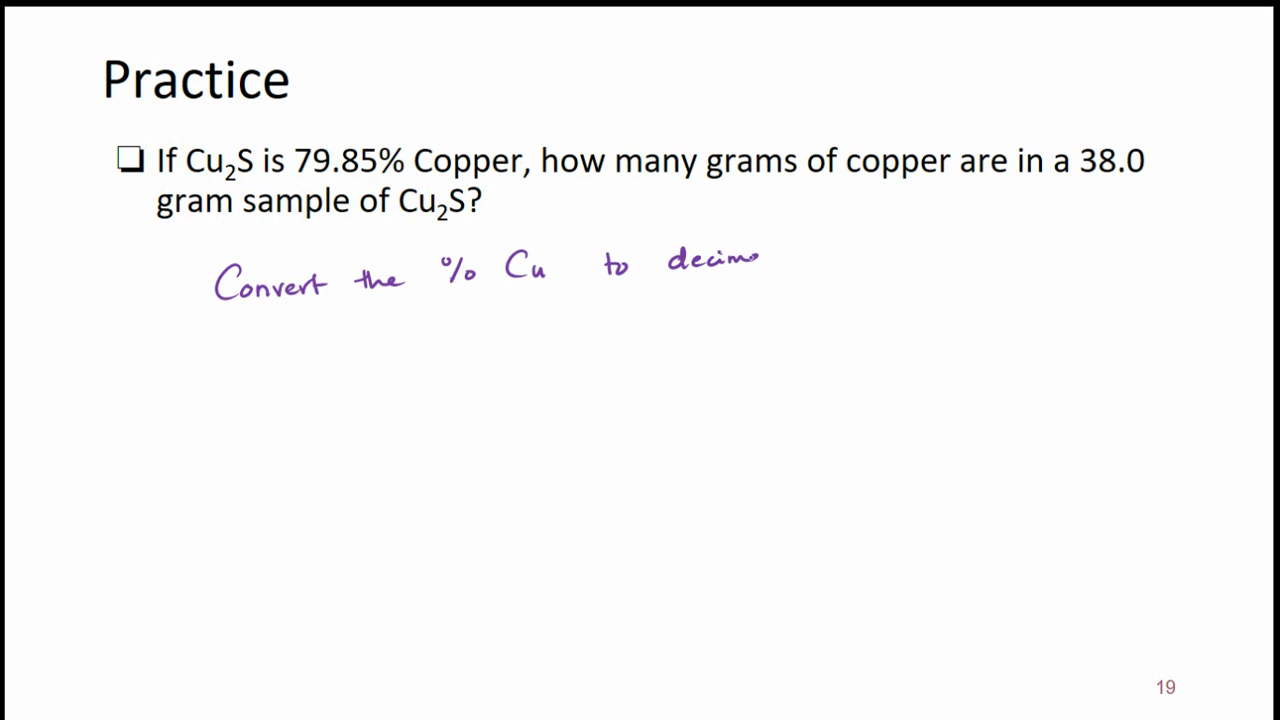 Practice
❑ If Cu₂S is 79.85% Copper, how many grams of copper are in a 38.0
gram sample of Cu₂S?
Convert the % Cu to decim
19